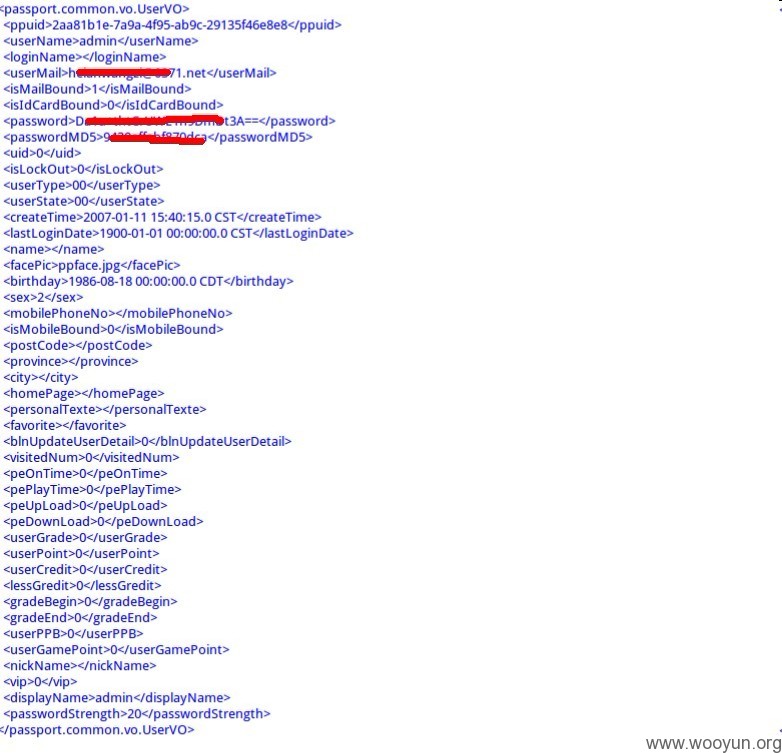 <passport.common.vo.UserVO>
<ppuid>2aa81b1e-7a9a-4f95-ab9c-29135f46e8e8</ppuid>
<userName>admin</userName>
<loginName></loginName>
<userMail>h 71.net</userMail>
<isMailBound>1</isMailBound>
<isIdCardBound>0</isIdCardBound>
<password>D t3A==</password>
<passwordMD5>9 </passwordMD5>
<uid>0</uid>
<isLockOut>0</isLockOut>
<userType>00</userType>
<userState>00</userState>
<createTime>2007-01-11 15:40:15.0 CST</createTime>
<lastLoginDate>1900-01-01 00:00:00.0 CST</lastLoginDate>
<name></name>
<facePic>ppface.jpg</facePic>
<birthday>1986-08-18 00:00:00.0 CDT</birthday>
<sex>2</sex>
<mobilePhoneNo></mobilePhoneNo>
<isMobileBound>0</isMobileBound>
<postCode></postCode>
<province></province>
<city></city>
<homePage></homePage>
<personalTexte></personalTexte>
<favorite></favorite>
<blnUpdateUserDetail>0</blnUpdateUserDetail>
<visitedNum>0</visitedNum>
<peOnTime>0</peOnTime>
<pePlayTime>0</pePlayTime>
<peUpLoad>0</peUpLoad>
<peDownLoad>0</peDownLoad>
<userGrade>0</userGrade>
<userPoint>0</userPoint>
<userCredit>0</userCredit>
<lessGredit>0</lessGredit>
<gradeBegin>0</gradeBegin>
<gradeEnd>0</gradeEnd>
<userPPB>0</userPPB>
<userGamePoint>0</userGamePoint>
<nickName></nickName>
<vip>0</vip>
<displayName>admin</displayName>
<passwordStrength>20</passwordStrength>
</passport.common.vo.UserVO>
www.wooyun.org